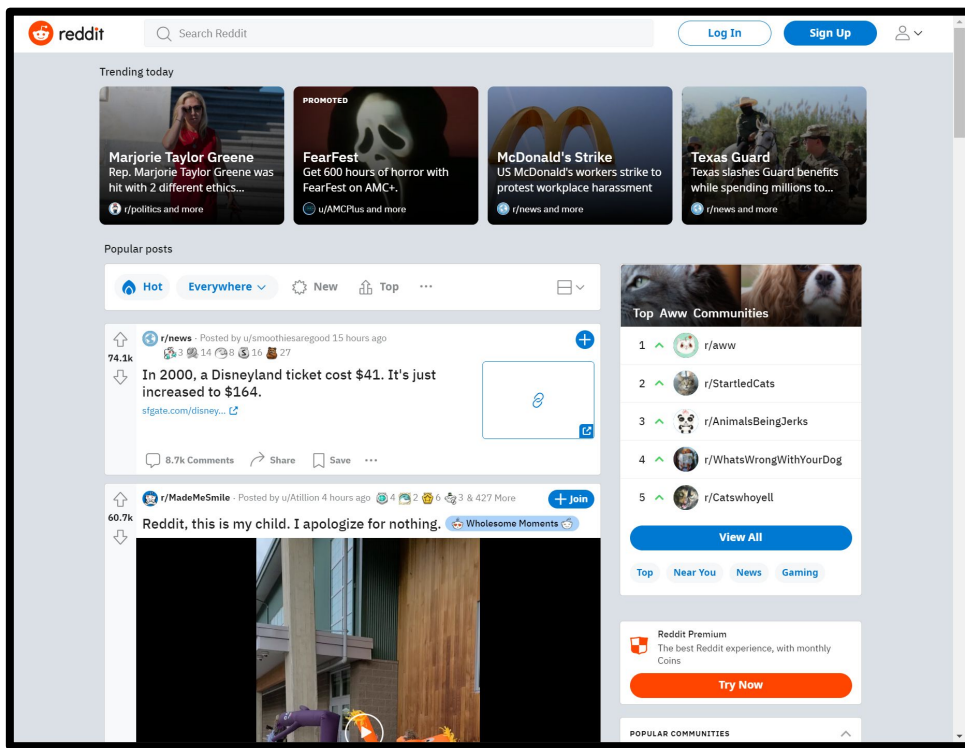 reddit
Search Reddit
Log In
Sign Up
Trending today
Marjorie Taylor Greene
Rep. Marjorie Taylor Greene was
hit with 2 different ethics...
r/politics and more
PROMOTED
FearFest
Get 600 hours of horror with
FearFest on AMC+.
u/AMCPlus and more
McDonald's Strike
US McDonald's workers strike to
protest workplace harassment
r/news and more
Texas Guard
Texas slashes Guard benefits
while spending millions to...
r/news and more
Popular posts
Hot
Everywhere
New
Top
...
74.1k
r/news · Posted by u/smoothiesaregood 15 hours ago
3 14 8 16 27
In 2000, a Disneyland ticket cost $41. It's just
increased to $164.
sfgate.com/disney...
8.7k Comments
Share
Save
...
60.7k
r/MadeMeSmile · Posted by u/Atillion 4 hours ago 4 2 6 3 & 427 More
Join
Reddit, this is my child. I apologize for nothing. Wholesome Moments
Top Aww Communities
1 r/aww
2 r/StartledCats
3 r/AnimalsBeingJerks
4 r/WhatsWrongWithYourDog
5 r/Catswhoyell
View All
Top
Near You
News
Gaming
Reddit Premium
The best Reddit experience, with monthly
Coins
Try Now
POPULAR COMMUNITIES